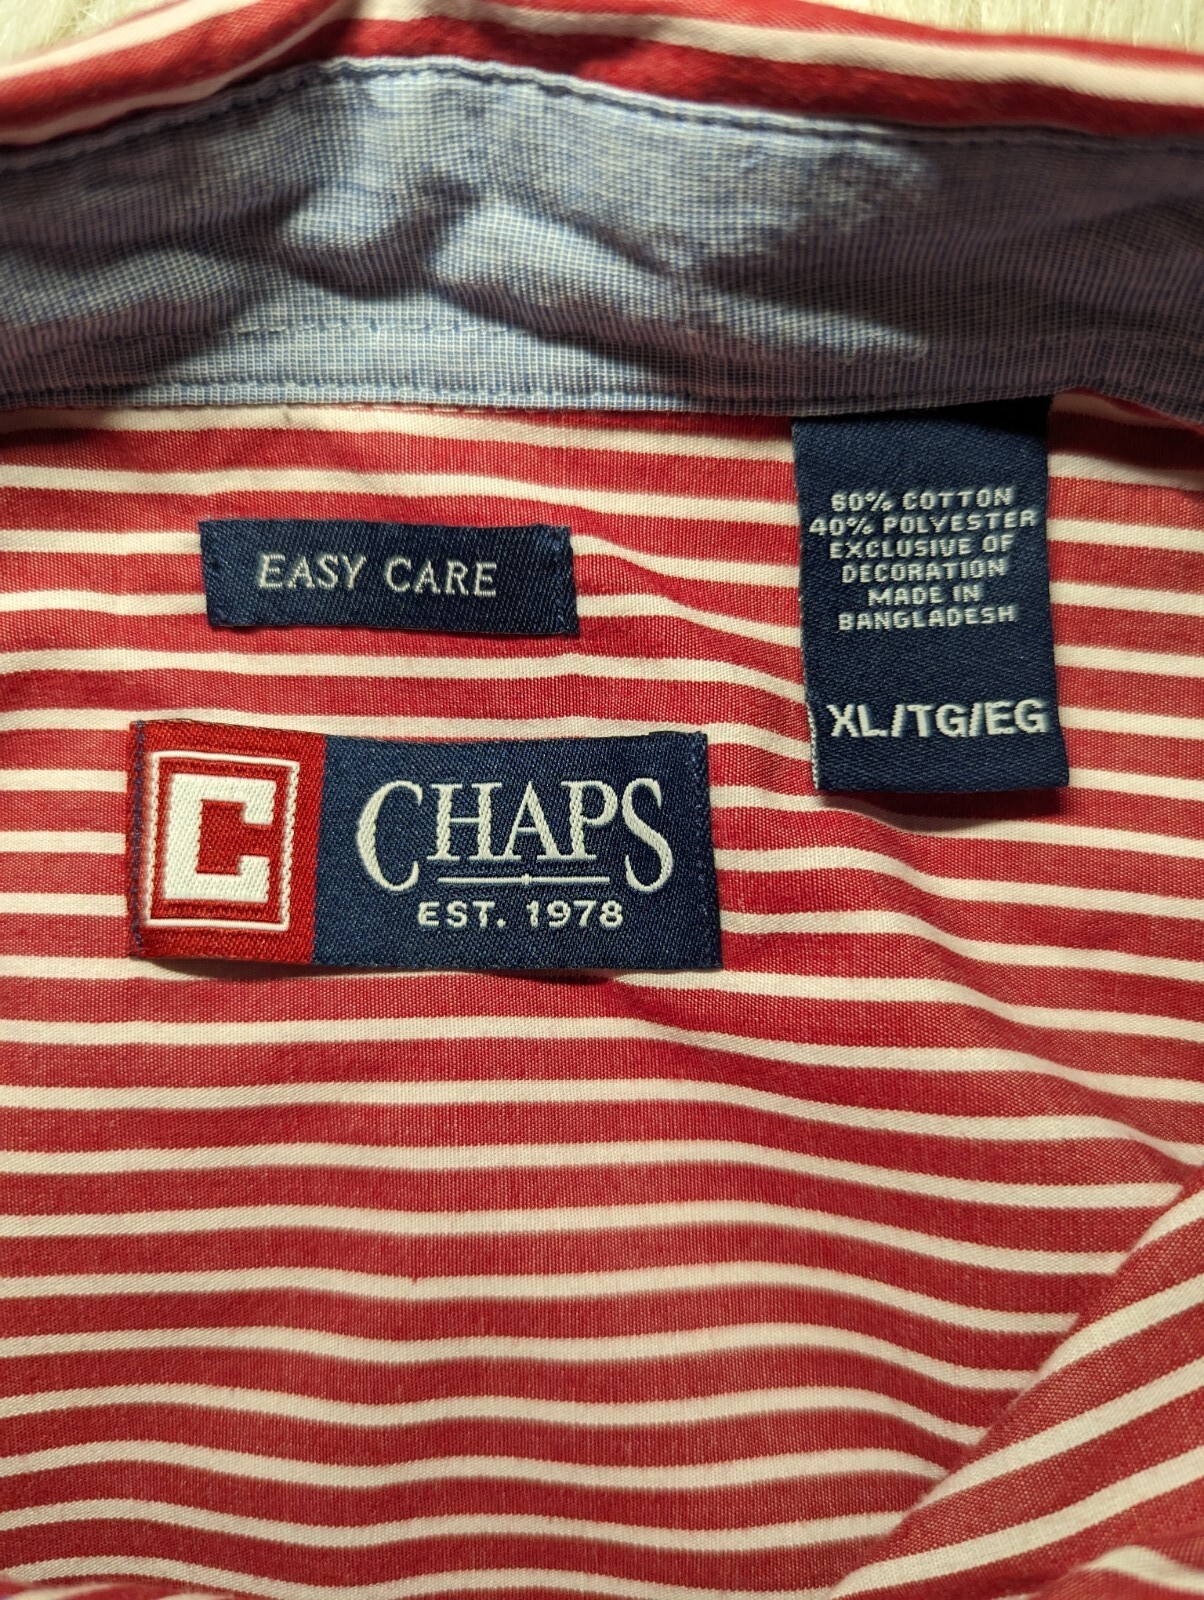 60% COTTON
40% POLYESTER
EXCLUSIVE OF
DECORATION
MADE IN
BANGLADESH
XL/TG/EG
EASY CARE
C
CHAPS
EST. 1978